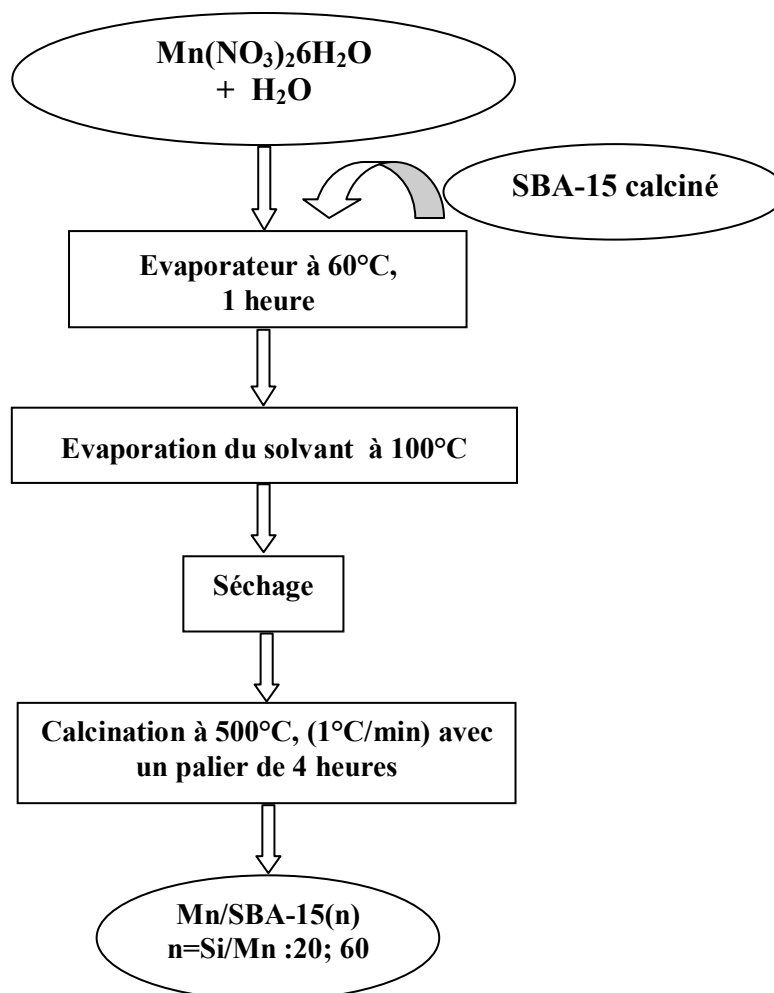 Mn(NO₃)₂6H₂O
+ H₂O
SBA-15 calciné
Evaporateur à 60°C,
1 heure
Evaporation du solvant à 100°C
Séchage
Calcination à 500°C, (1°C/min) avec
un palier de 4 heures
Mn/SBA-15(n)
n=Si/Mn :20; 60